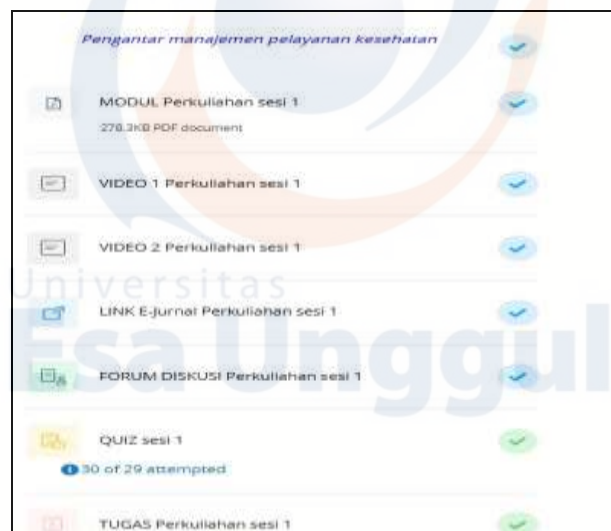 Pengantar manajemen pelayanan kesehatan
MODUL Perkuliahan sesi 1
278.3KB PDF document
VIDEO 1 Perkuliahan sesi 1
VIDEO 2 Perkuliahan sesi 1
Universitas
LINK E-Jurnal Perkuliahan sesi 1
Esa Unggul
FORUM DISKUSI Perkuliahan sesi 1
QUIZ sesi 1
30 of 29 attempted
TUGAS Perkuliahan sesi 1